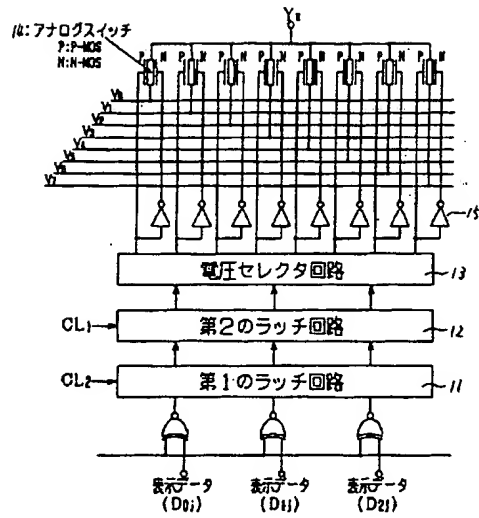 Yx
14:アナログスイッチ
P:P-MOS
N:N-MOS
P N P N P N P N P N P N P N P N
V0
V1
V2
V3
V4
V5
V6
V7
15
電圧セレクタ回路
13
CL1
第2のラッチ回路
12
CL2
第1のラッチ回路
11
表示データ 表示データ 表示データ
(D0j) (D1j) (D2j)